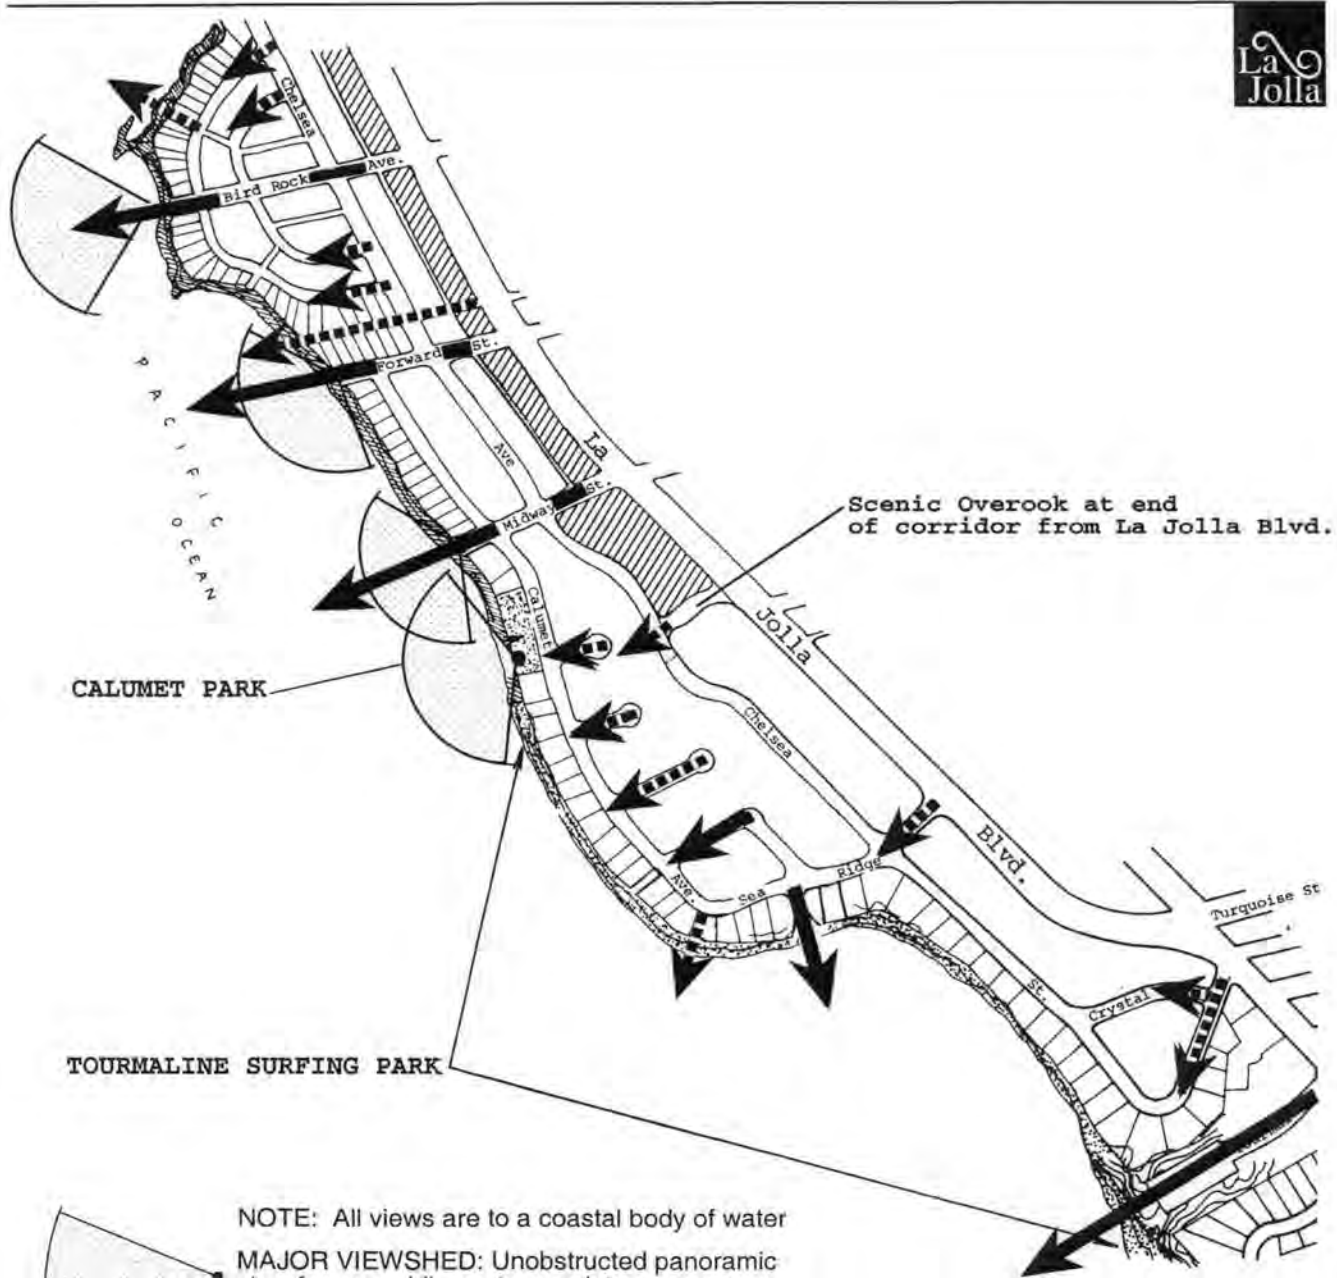 La
Jolla
Chelsea
Bird Rock Ave.
Forward St.
PACIFIC
OCEAN
Ave
La
Midway St.
Scenic Overook at end
of corridor from La Jolla Blvd.
Calumet
Jolla
CALUMET PARK
Chelsea
Blvd.
Ridge
Ave.
Sea
Turquoise St
St.
Crystal
TOURMALINE SURFING PARK
NOTE: All views are to a coastal body of water
MAJOR VIEWSHED: Unobstructed panoramic